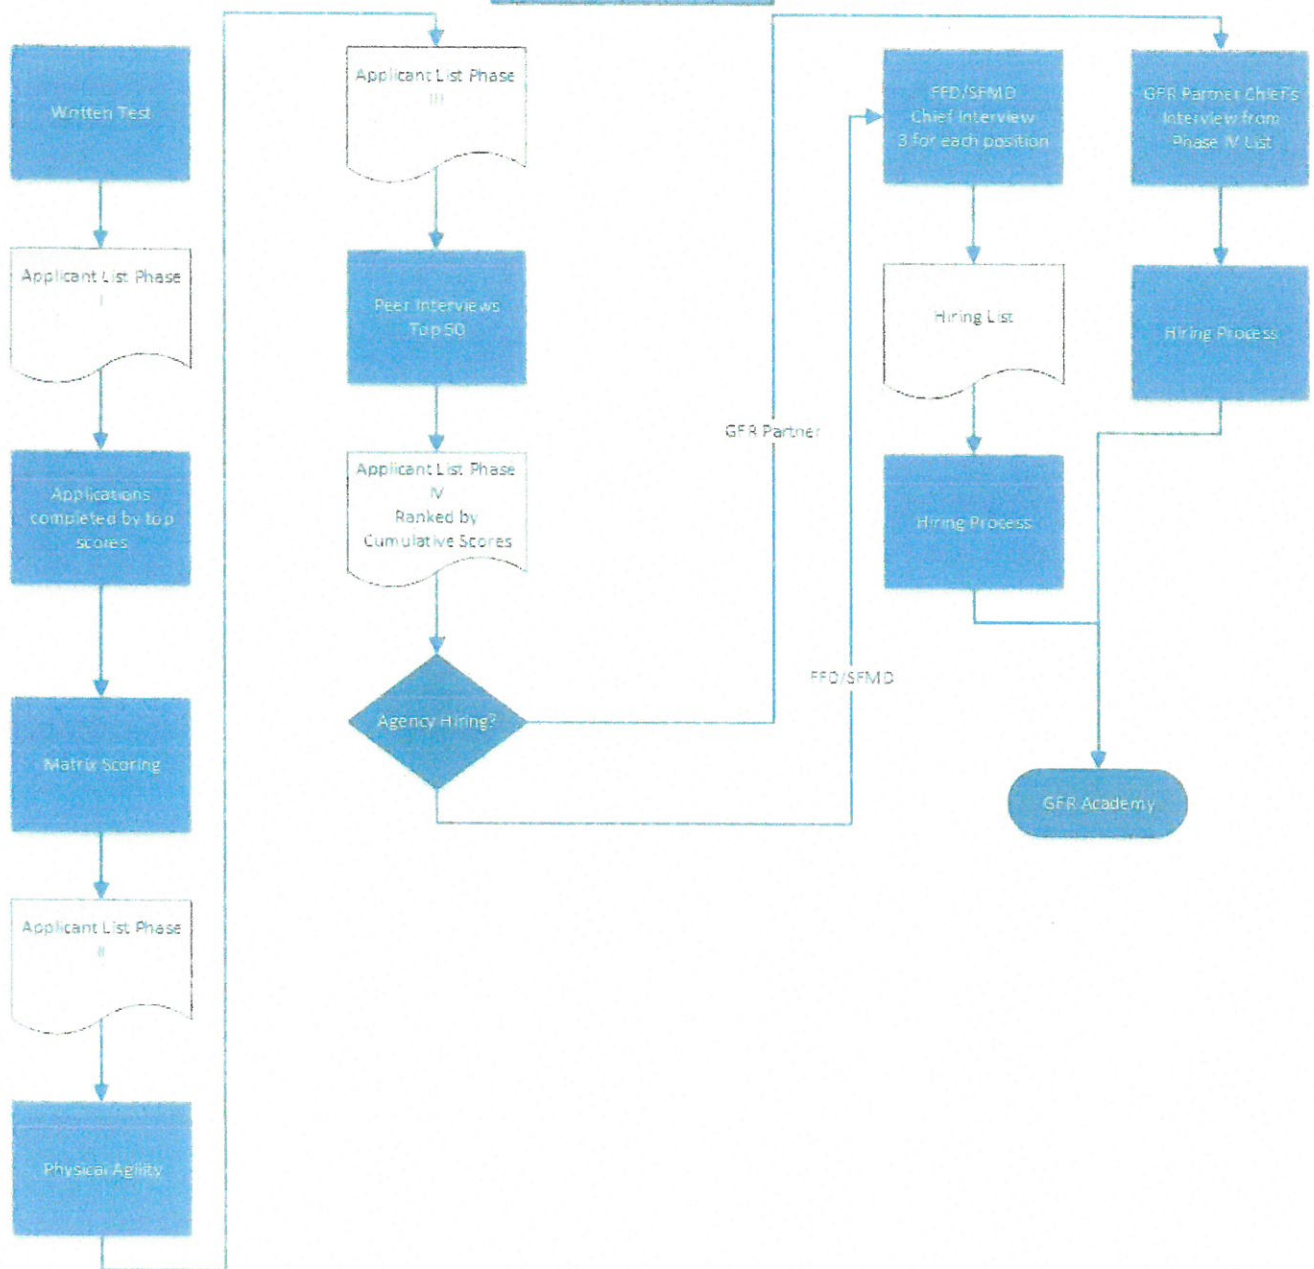 Written Test
Applicant List Phase
I
Applications
completed by top
scores
Matrix Scoring
Applicant List Phase
II
Physical Agility
Applicant List Phase
III
Peer Interviews
Top 50
Applicant List Phase
IV
Ranked by
Cumulative Scores
Agency Hiring?
GFR Partner
FFD/SFMD
FFD/SFMD
Chief Interview
3 for each position
Hiring List
Hiring Process
GFR Partner Chief's
Interview from
Phase IV List
Hiring Process
GFR Academy